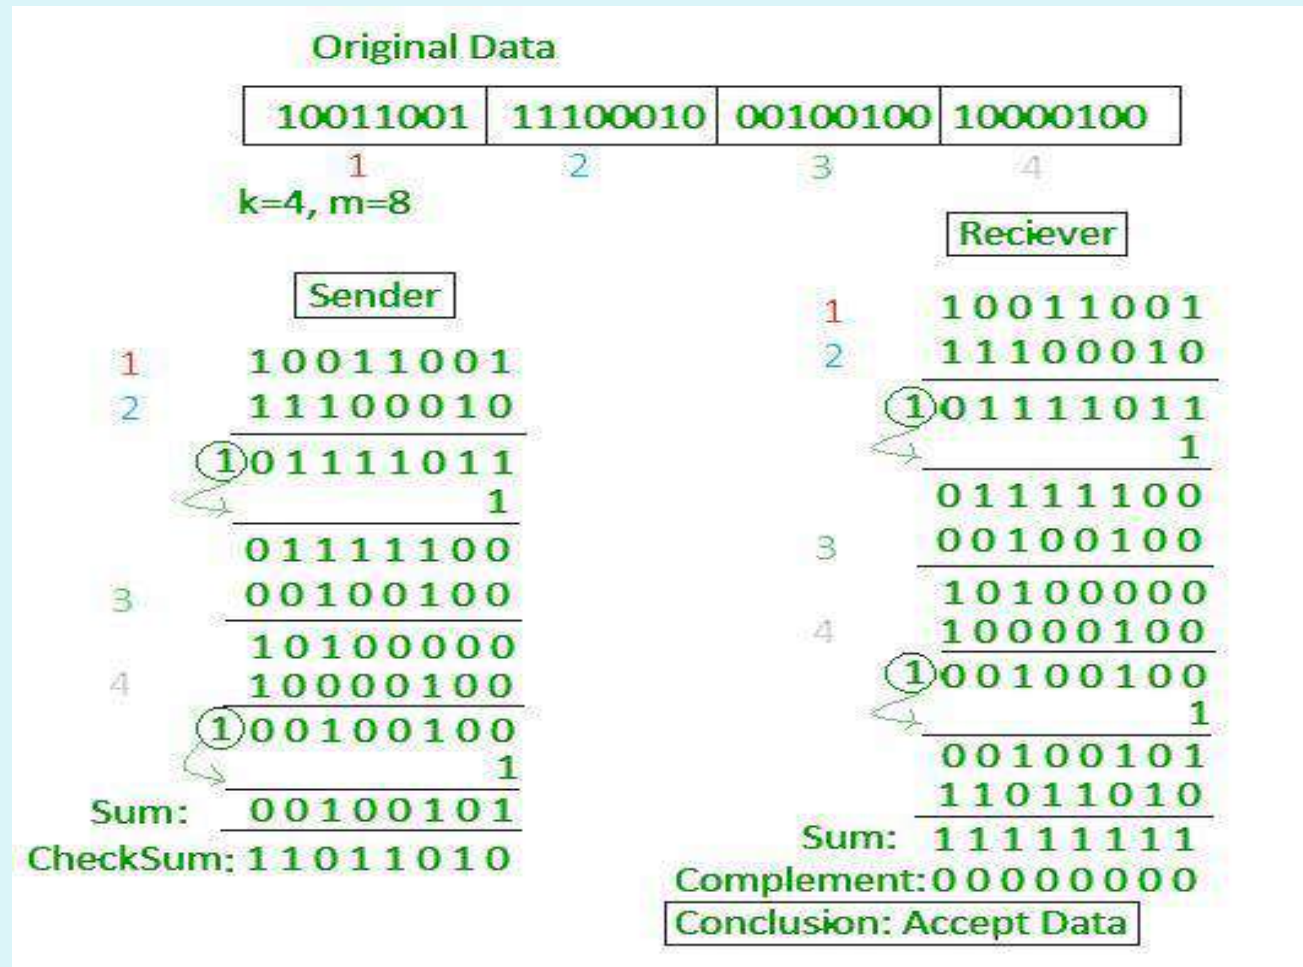 Original Data
10011001 11100010 00100100 10000100
1 2 3 4
k=4, m=8
Sender
1 10011001
2 11100010
1 01111011
1
01111100
3 00100100
10100000
4 10000100
1 00100100
1
Sum: 00100101
CheckSum: 11011010
Reciever
1 10011001
2 11100010
1 01111011
1
01111100
3 00100100
10100000
4 10000100
1 00100100
1
00100101
11011010
Sum: 11111111
Complement: 00000000
Conclusion: Accept Data